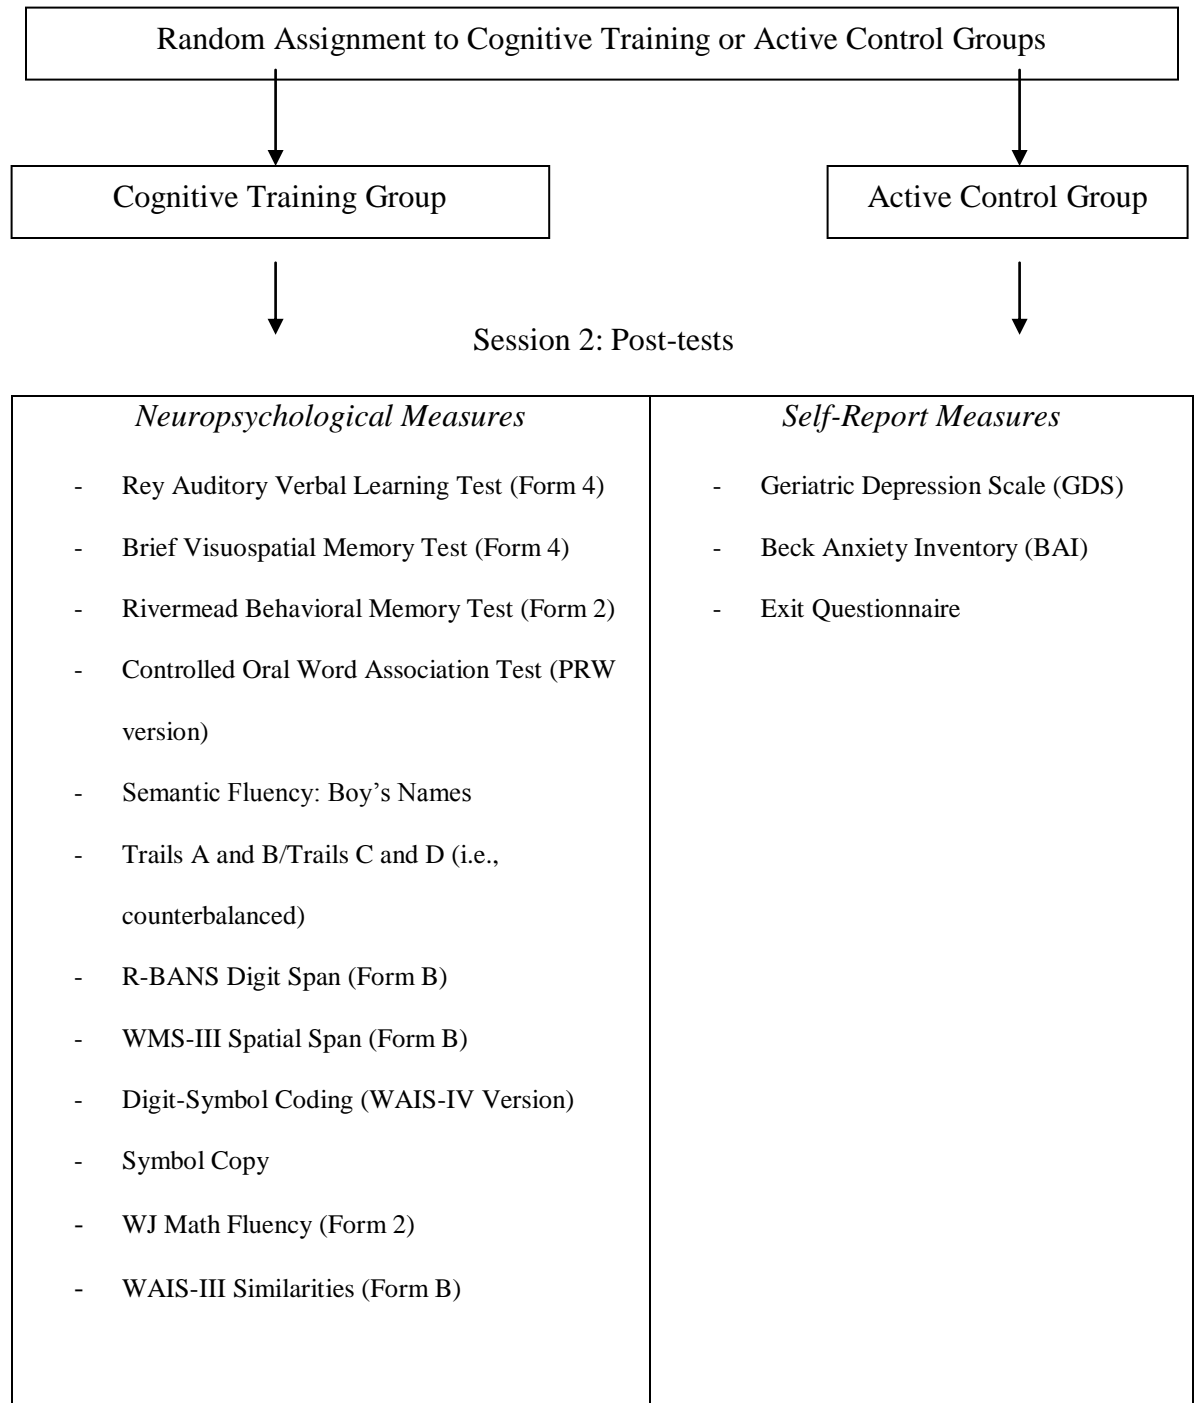 Random Assignment to Cognitive Training or Active Control Groups
Cognitive Training Group
Active Control Group
Session 2: Post-tests
Neuropsychological Measures
- Rey Auditory Verbal Learning Test (Form 4)
- Brief Visuospatial Memory Test (Form 4)
- Rivermead Behavioral Memory Test (Form 2)
- Controlled Oral Word Association Test (PRW
version)
- Semantic Fluency: Boy’s Names
- Trails A and B/Trails C and D (i.e.,
counterbalanced)
- R-BANS Digit Span (Form B)
- WMS-III Spatial Span (Form B)
- Digit-Symbol Coding (WAIS-IV Version)
- Symbol Copy
- WJ Math Fluency (Form 2)
- WAIS-III Similarities (Form B)
Self-Report Measures
- Geriatric Depression Scale (GDS)
- Beck Anxiety Inventory (BAI)
- Exit Questionnaire